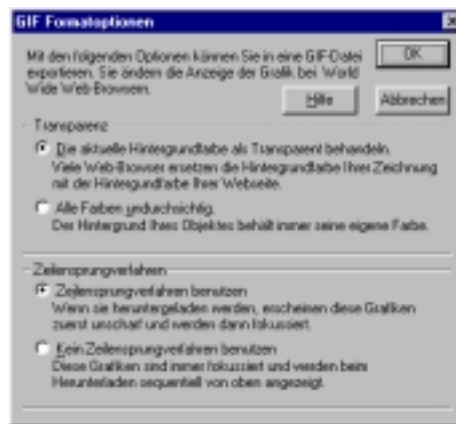 GIF Formatoptionen
Mit den folgenden Optionen können Sie in eine GIF-Datei
exportieren. Sie ändern die Anzeige der Grafik bei World
Wide Web-Browsern.
OK
Hilfe
Abbrechen
Transparenz
Die aktuelle Hintergrundfarbe als Transparent behandeln.
Viele Web-Browser ersetzen die Hintergrundfarbe Ihrer Zeichnung
mit der Hintergundfarbe Ihrer Webseite.
Alle Farben undurchsichtig.
Der Hintergrund Ihres Objektes behält immer seine eigene Farbe.
Zeilensprungverfahren
Zeilensprungverfahren benutzen
Wenn sie heruntergeladen werden, erscheinen diese Grafiken
zuerst unscharf und werden dann fokussiert.
Kein Zeilensprungverfahren benutzen
Diese Grafiken sind immer fokussiert und werden beim
Herunterladen sequentiell von oben angezeigt.